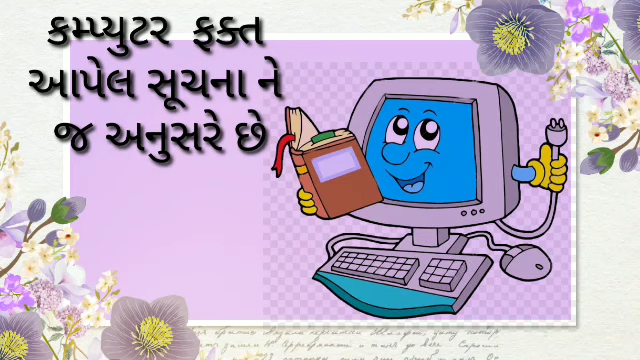 કમ્પ્યુટર ફક્ત
આપેલ સૂચના ને
જ અનુસરે છે